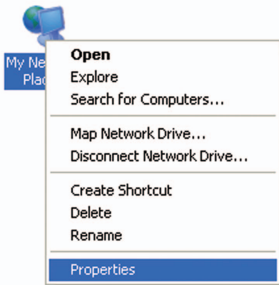 My Ne
Plac
Open
Explore
Search for Computers...
Map Network Drive...
Disconnect Network Drive...
Create Shortcut
Delete
Rename
Properties